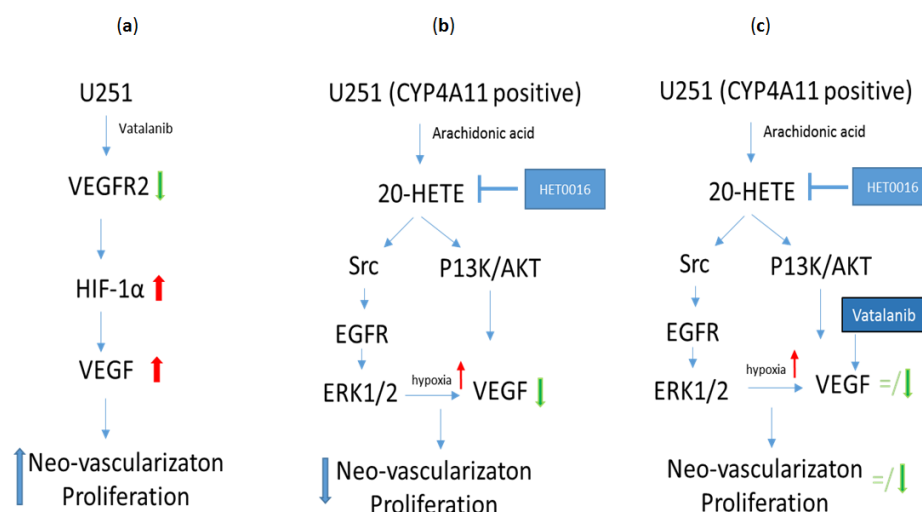 (a)
U251
Vatalanib
VEGFR2
HIF-1α
VEGF
Neo-vascularizaton
Proliferation
(b)
U251 (CYP4A11 positive)
Arachidonic acid
20-HETE
HET0016
Src
P13K/AKT
EGFR
hypoxia
ERK1/2
VEGF
Neo-vascularizaton
Proliferation
(c)
U251 (CYP4A11 positive)
Arachidonic acid
20-HETE
HET0016
Src
P13K/AKT
Vatalanib
EGFR
hypoxia
ERK1/2
VEGF =/
Neo-vascularizaton =/
Proliferation